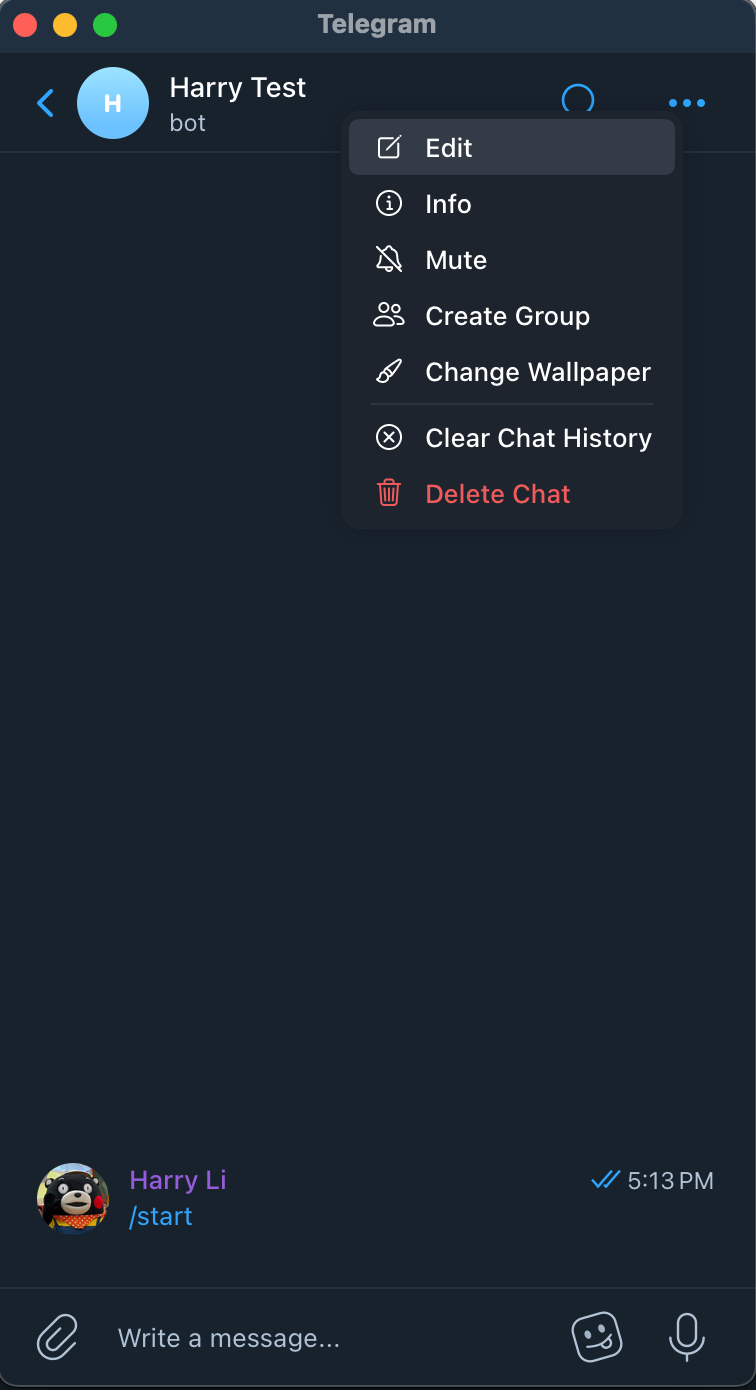 Telegram
H
Harry Test
bot
Edit
Info
Mute
Create Group
Change Wallpaper
Clear Chat History
Delete Chat
Harry Li
5:13 PM
/start
Write a message...